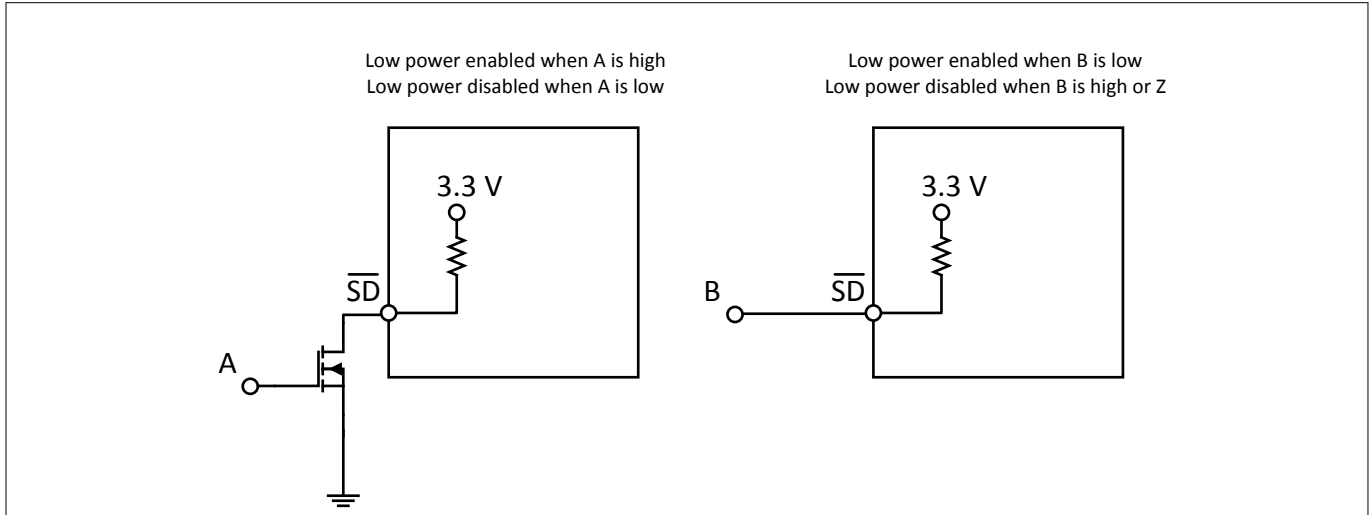 Low power enabled when A is high
Low power disabled when A is low
3.3 V
SD
A
Low power enabled when B is low
Low power disabled when B is high or Z
3.3 V
B
SD